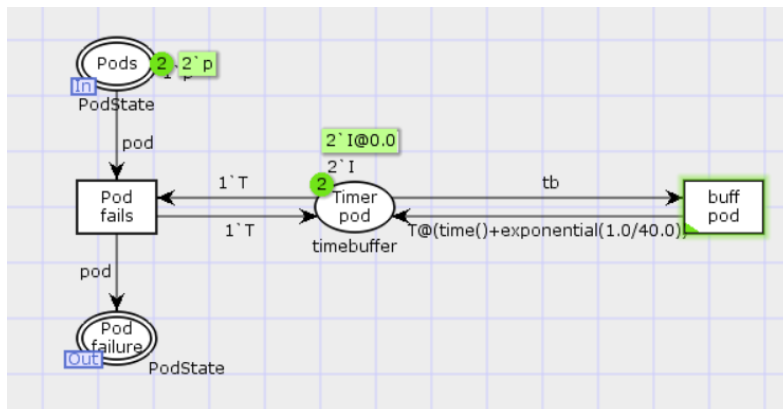 Pods
2
2`p
In
PodState
pod
2`I@0.0
2`I
2
1`T
Timer
pod
tb
Pod
fails
buff
pod
1`T
T@(time()+exponential(1.0/40.0))
timebuffer
pod
Pod
failure
Out
PodState